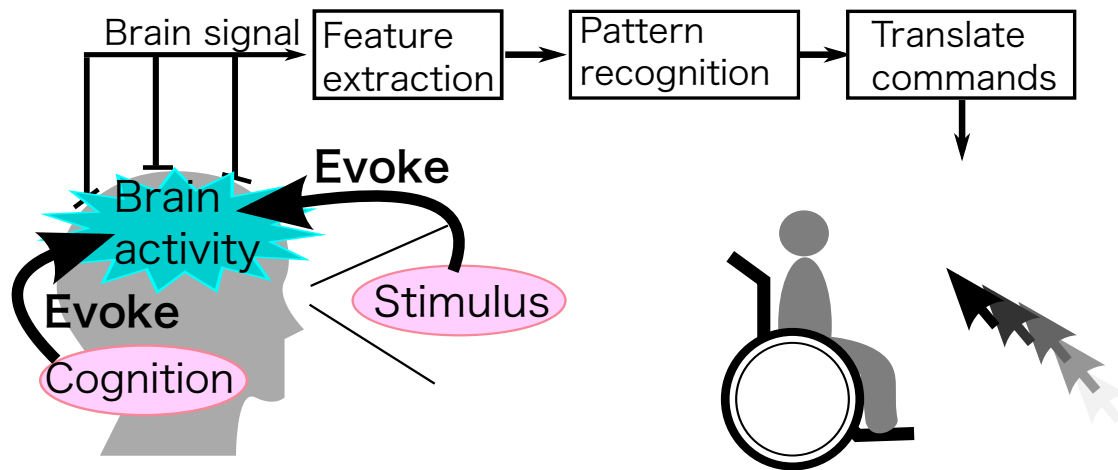 Brain signal
Feature
extraction
Pattern
recognition
Translate
commands
Evoke
Brain
activity
Stimulus
Evoke
Cognition